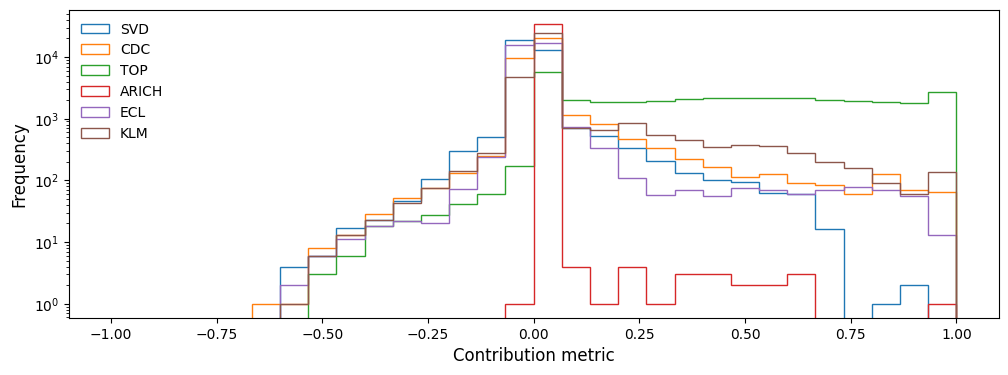 SVD
CDC
TOP
ARICH
ECL
KLM
Frequency
10⁴
10³
10²
10¹
10⁰
−1.00 −0.75 −0.50 −0.25 0.00 0.25 0.50 0.75 1.00
Contribution metric